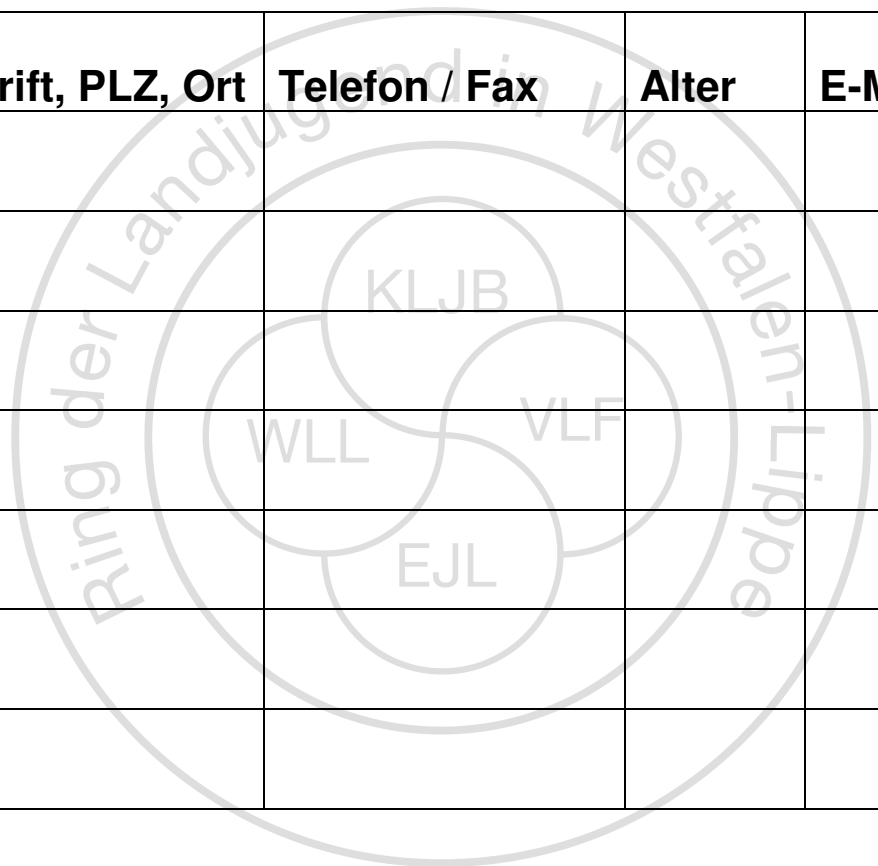 rift, PLZ, Ort Telefon / Fax Alter E-M
Ring der Landjugend in Westfalen-Lippe
KLJB
WLL VLF
EJL